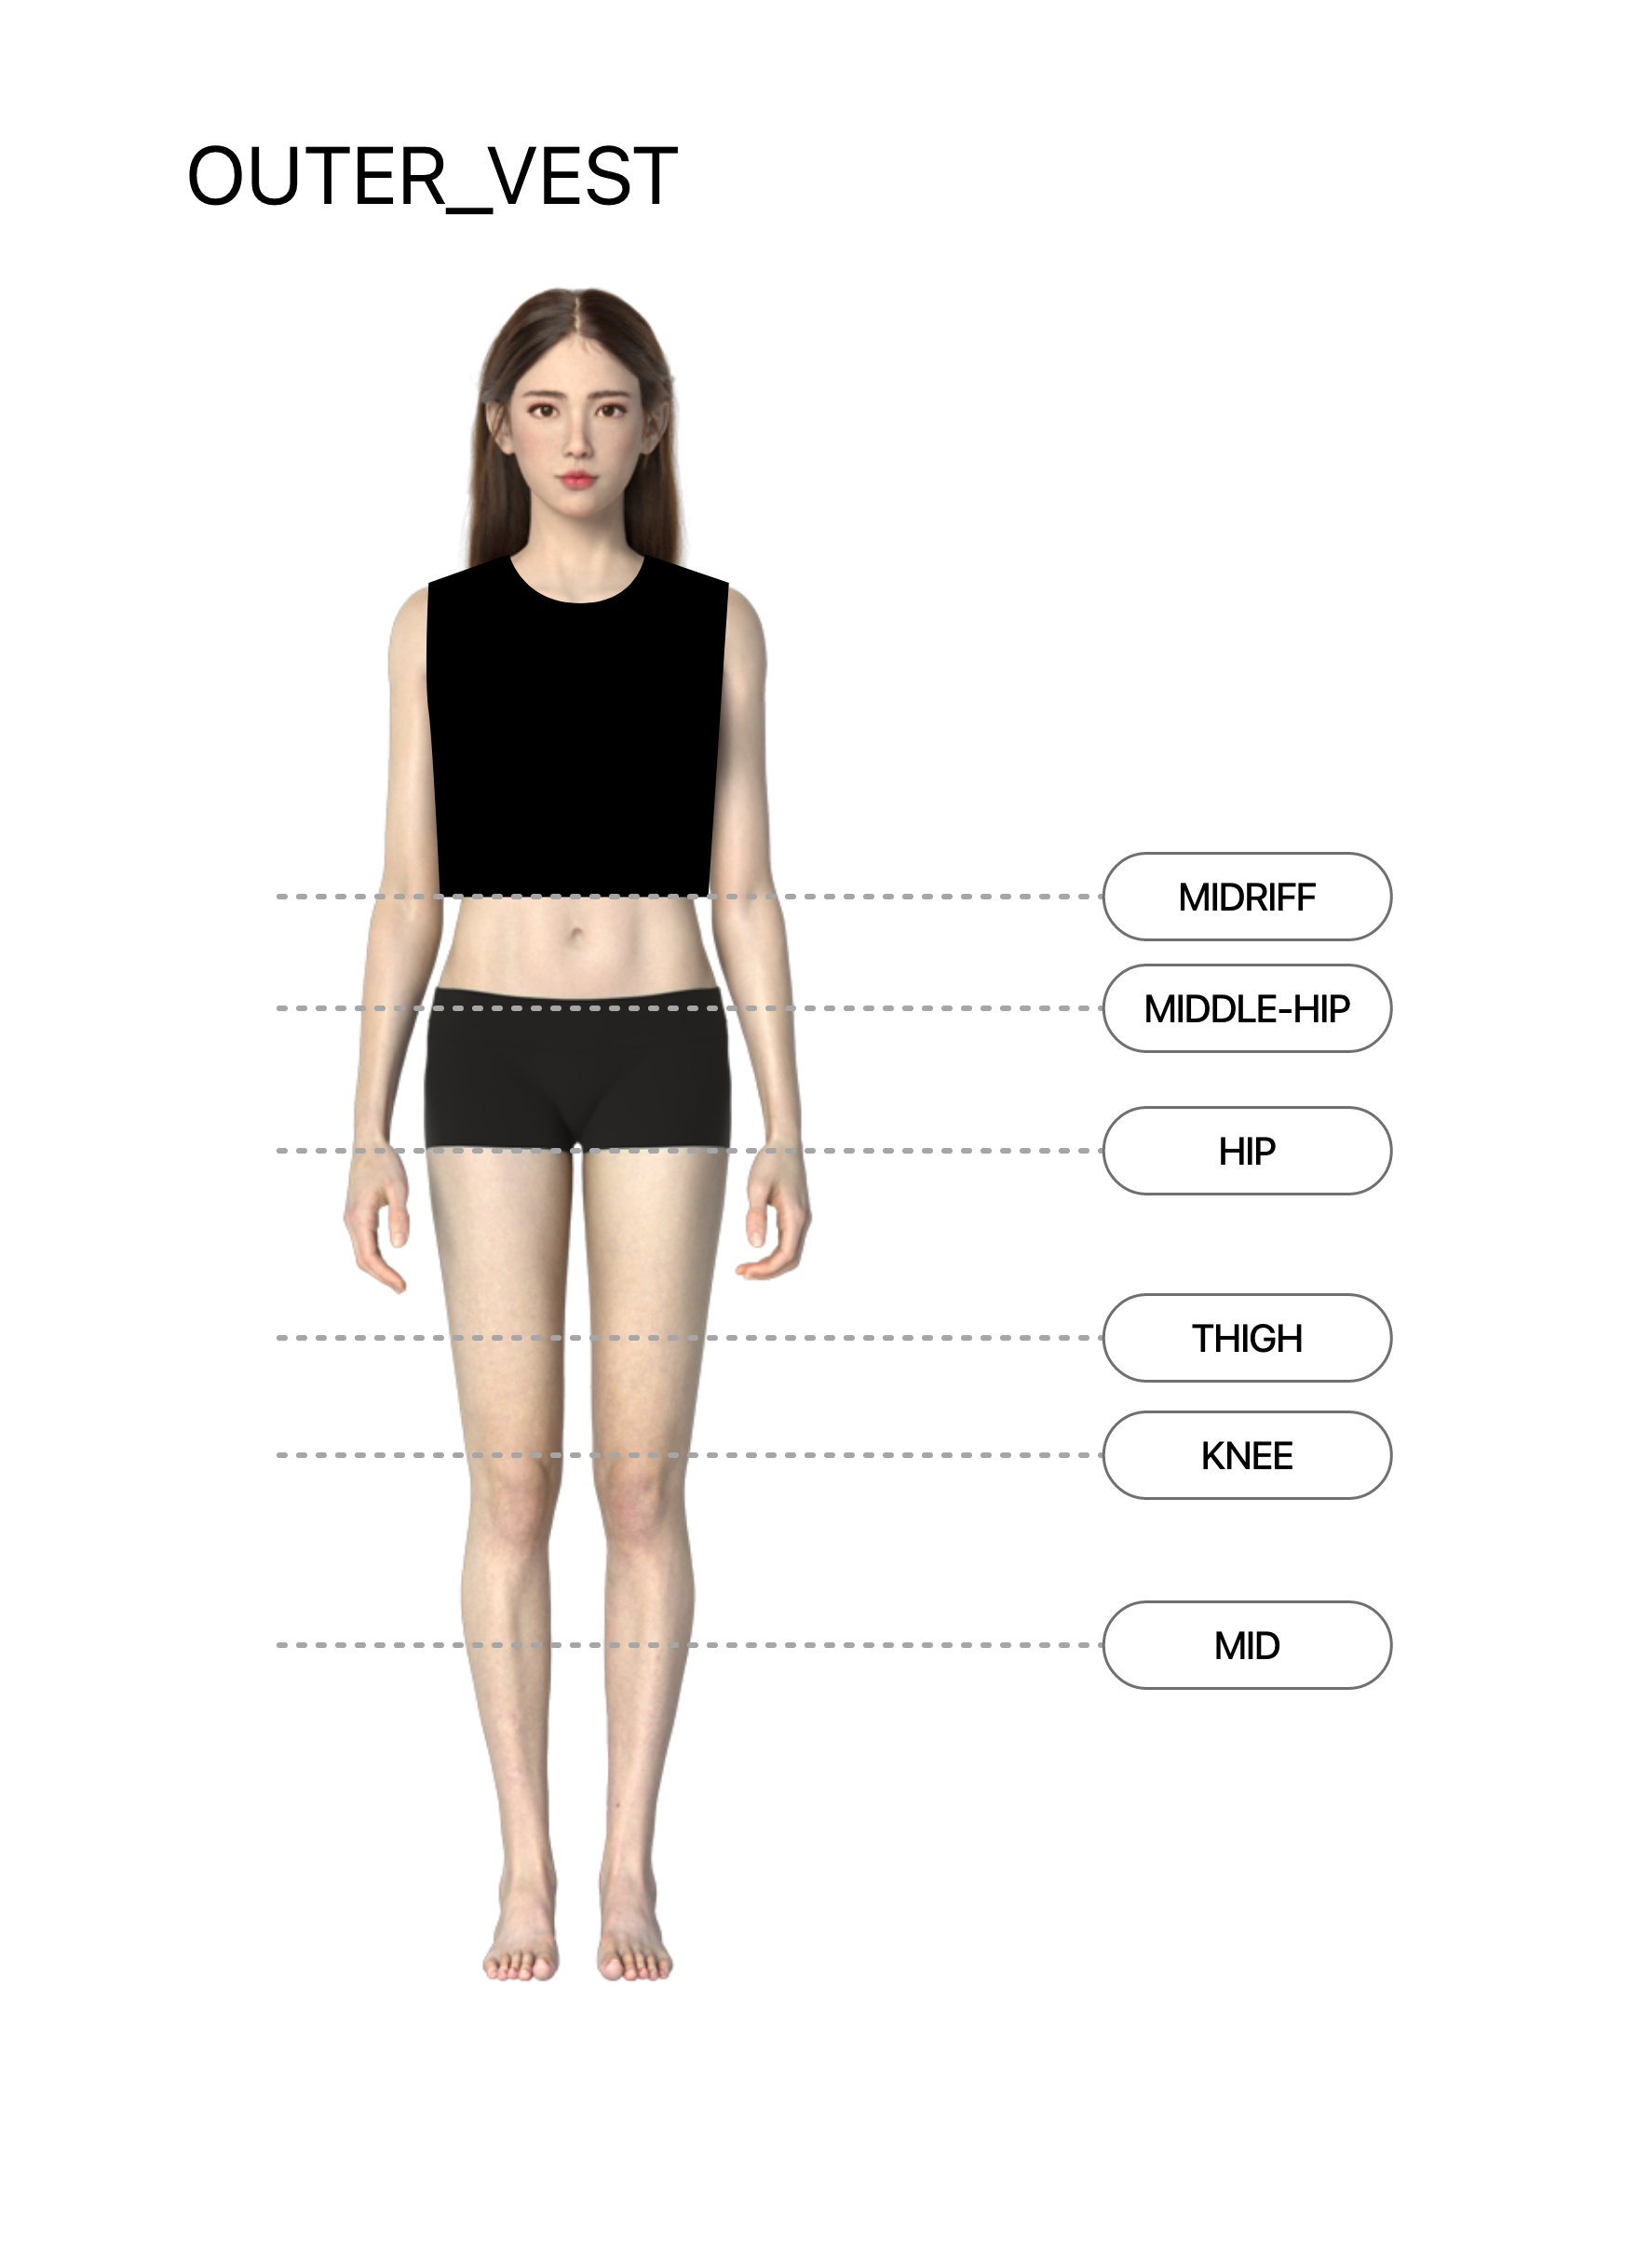 OUTER_VEST
MIDRIFF
MIDDLE-HIP
HIP
THIGH
KNEE
MID